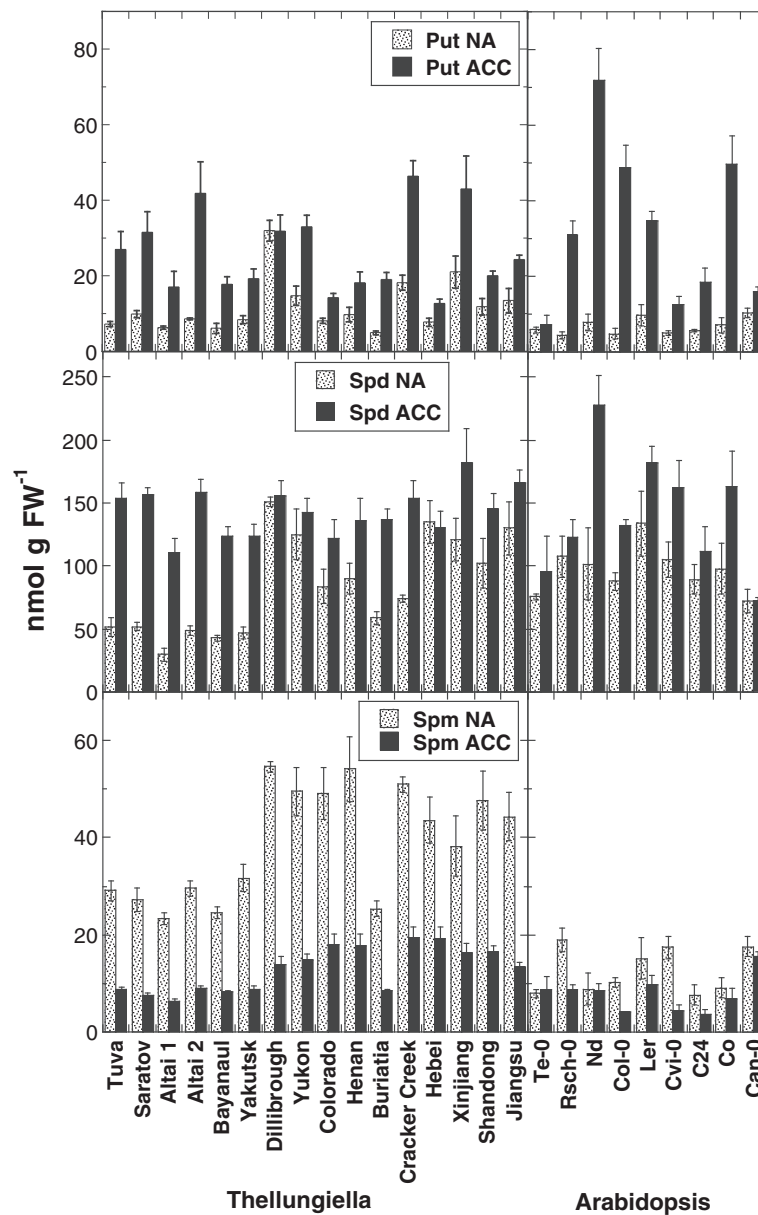 Put NA
Put ACC
80
60
40
20
0
Spd NA
Spd ACC
250
200
150
100
50
0
nmol g FW⁻¹
Spm NA
Spm ACC
60
40
20
0
Tuva
Saratov
Altai 1
Altai 2
Bayanaul
Yakutsk
Dillibrough
Yukon
Colorado
Henan
Buriatia
Cracker Creek
Hebei
Xinjiang
Shandong
Jiangsu
Te-0
Rsch-0
Nd
Col-0
Ler
Cvi-0
C24
Co
Can-0
Thellungiella
Arabidopsis